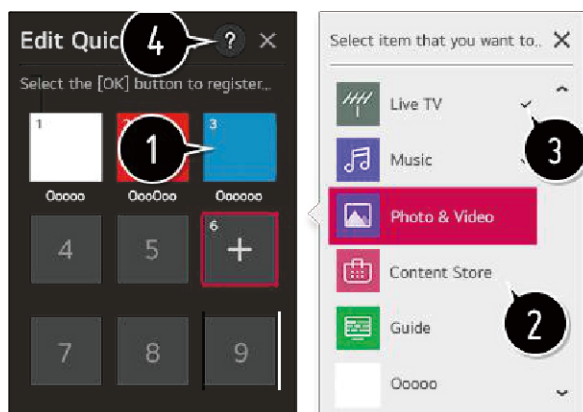 Edit Quic
4
?
Select the [OK] button to register...
1
2
3
1
Ooooo
OooOoo
Oooooo
4
5
6
7
8
9
Select item that you want to..
Live TV
3
Music
Photo & Video
Content Store
2
Guide
Ooooo